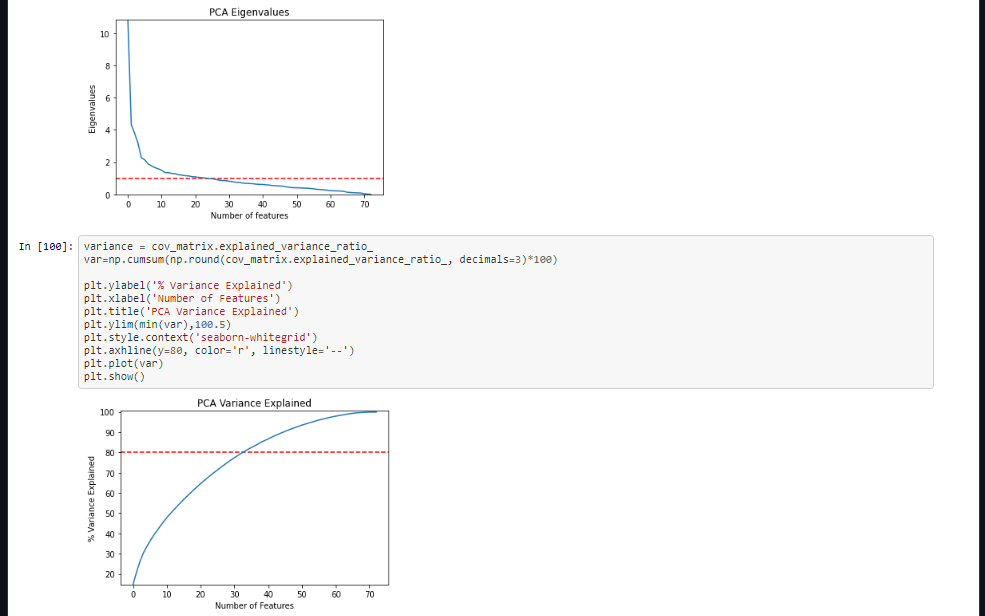 PCA Eigenvalues
10
8
6
4
2
0
Eigenvalues
0 10 20 30 40 50 60 70
Number of features
In [100]:
variance = cov_matrix.explained_variance_ratio_
var=np.cumsum(np.round(cov_matrix.explained_variance_ratio_, decimals=3)*100)
plt.ylabel('% Variance Explained')
plt.xlabel('Number of Features')
plt.title('PCA Variance Explained')
plt.ylim(min(var),100.5)
plt.style.context('seaborn-whitegrid')
plt.axhline(y=80, color='r', linestyle='--')
plt.plot(var)
plt.show()
PCA Variance Explained
100
90
80
70
60
50
40
30
20
% Variance Explained
0 10 20 30 40 50 60 70
Number of Features